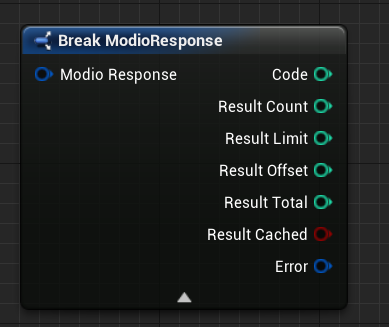 Break ModioResponse
Modio Response
Code
Result Count
Result Limit
Result Offset
Result Total
Result Cached
Error